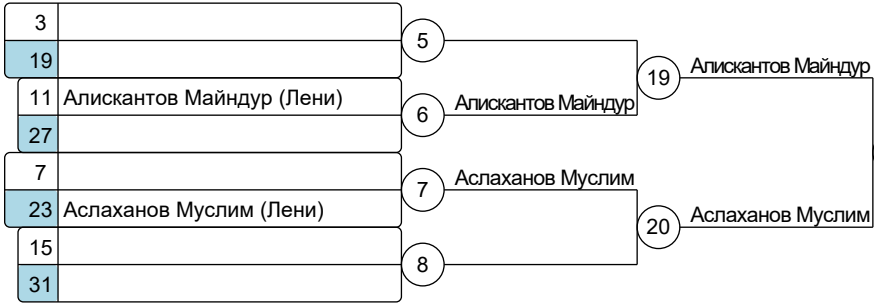 3
5
19
19 Алискантов Майндур
11 Алискантов Майндур (Лени)
6 Алискантов Майндур
27
7
7 Аслаханов Муслим
23 Аслаханов Муслим (Лени)
20 Аслаханов Муслим
15
8
31